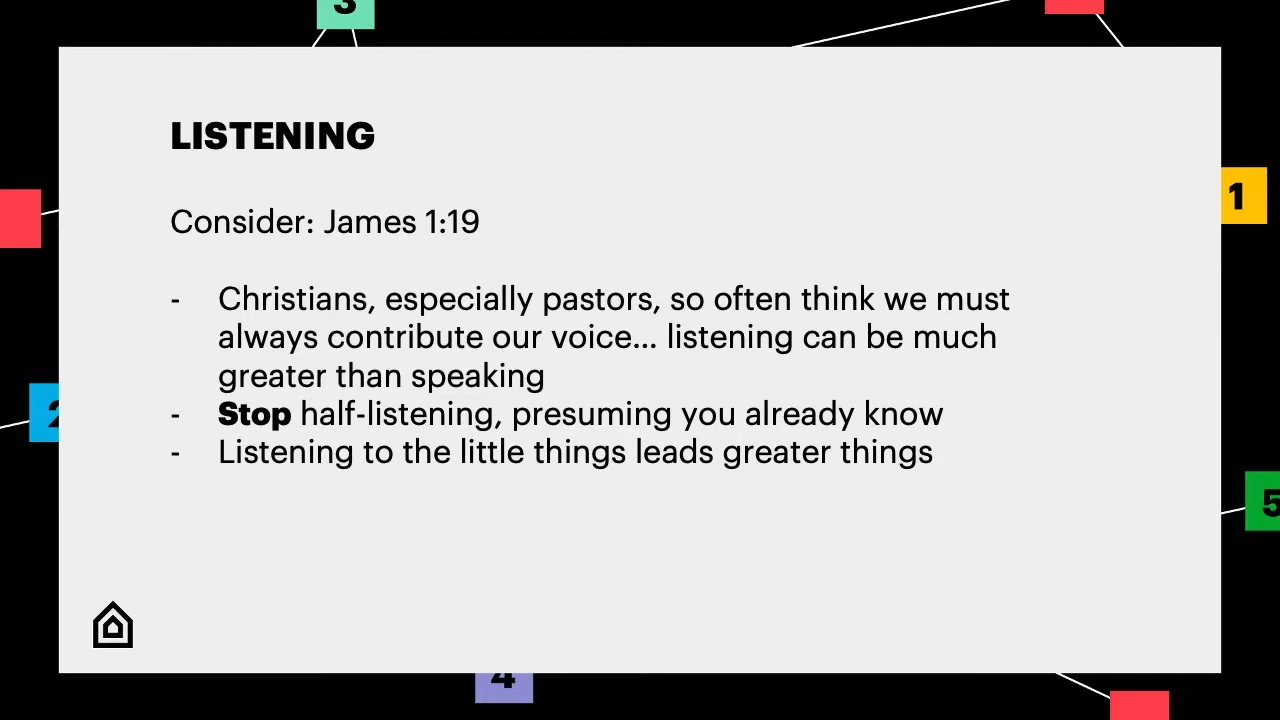 3
LISTENING
Consider: James 1:19
1
- Christians, especially pastors, so often think we must
always contribute our voice... listening can be much
greater than speaking
2
- Stop half-listening, presuming you already know
- Listening to the little things leads greater things
5
4